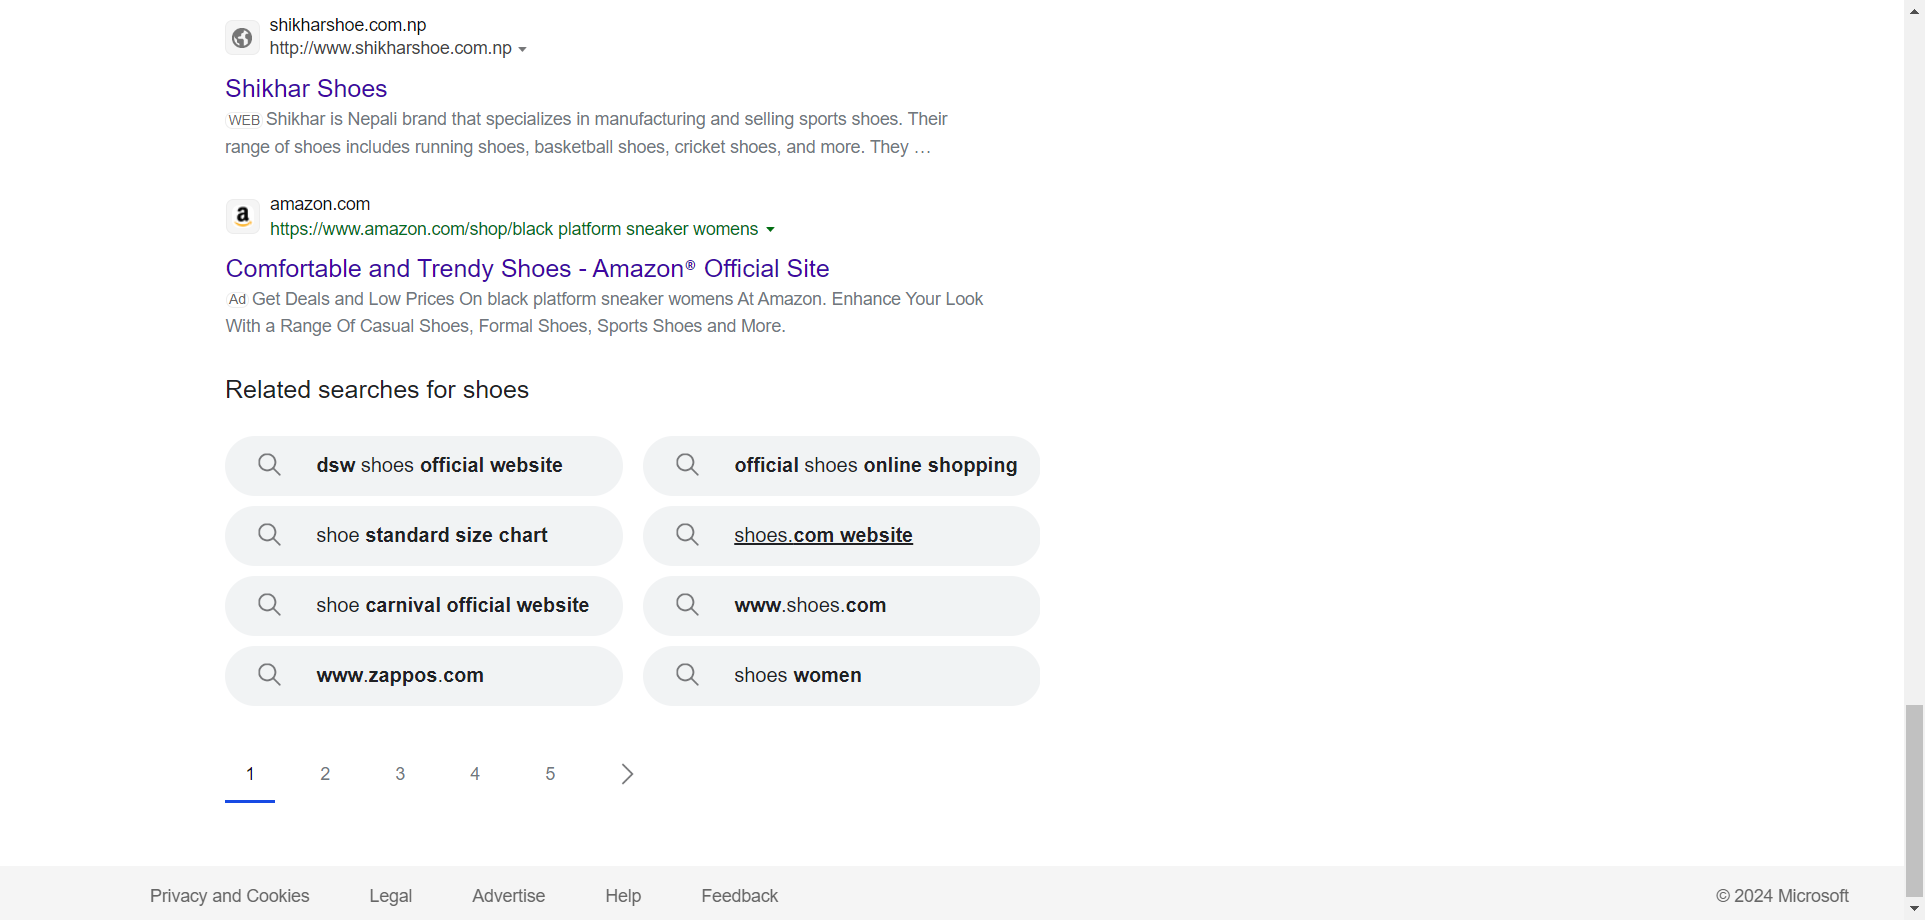 shikharshoe.com.np
http://www.shikharshoe.com.np
Shikhar Shoes
WEB Shikhar is Nepali brand that specializes in manufacturing and selling sports shoes. Their
range of shoes includes running shoes, basketball shoes, cricket shoes, and more. They …
a
amazon.com
https://www.amazon.com/shop/black platform sneaker womens
Comfortable and Trendy Shoes - Amazon® Official Site
Ad Get Deals and Low Prices On black platform sneaker womens At Amazon. Enhance Your Look
With a Range Of Casual Shoes, Formal Shoes, Sports Shoes and More.
Related searches for shoes
dsw shoes official website
official shoes online shopping
shoe standard size chart
shoes.com website
shoe carnival official website
www.shoes.com
www.zappos.com
shoes women
1 2 3 4 5
Privacy and Cookies Legal Advertise Help Feedback © 2024 Microsoft